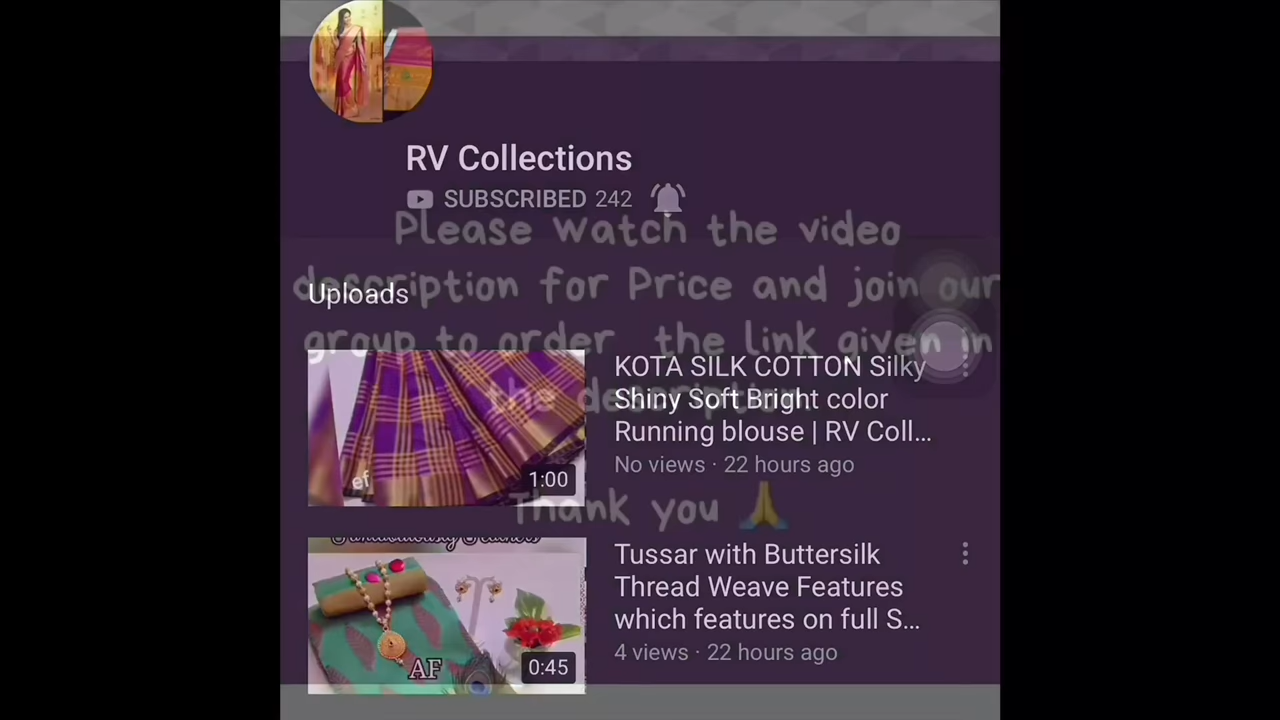 RV Collections
SUBSCRIBED 242
Please watch the video
description for Price and join our
group to order the link given in
the description.
Thank you 🙏
Uploads
KOTA SILK COTTON Silky
Shiny Soft Bright color
Running blouse | RV Coll...
No views · 22 hours ago
ef
1:00
Tussar with Buttersilk
Thread Weave Features
which features on full S...
4 views · 22 hours ago
AF
0:45